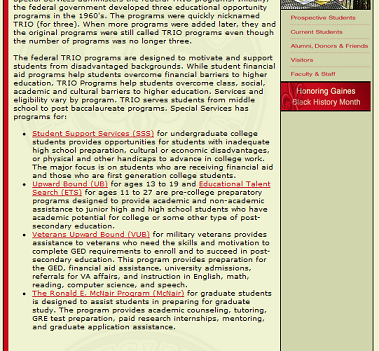 the federal government developed three educational opportunity
programs in the 1960's. The programs were quickly nicknamed
TRIO (for three). When more programs were added later, they and
the original programs were still called TRIO programs even though
the number of programs was no longer three.
The federal TRIO programs are designed to motivate and support
students from disadvantaged backgrounds. While student financial
aid programs help students overcome financial barriers to higher
education, TRIO Programs help students overcome class, social,
academic and cultural barriers to higher education. Services and
eligibility vary by program. TRIO serves students from middle
school to post baccalaureate programs. Special Services has
programs for:
Student Support Services (SSS) for undergraduate college
students provides opportunities for students with inadequate
high school preparation, cultural or economic disadvantages,
or physical and other handicaps to advance in college work.
The major focus is on students who are receiving financial aid
and those who are first generation college students.
Upward Bound (UB) for ages 13 to 19 and Educational Talent
Search (ETS) for ages 11 to 27 are pre-college preparatory
programs designed to provide academic and non-academic
assistance to junior high and high school students who have
academic potential for college or some other type of post-
secondary education.
Veterans Upward Bound (VUB) for military veterans provides
assistance to veterans who need the skills and motivation to
complete GED requirements to enroll and to succeed in post-
secondary education. This program provides preparation for
the GED, financial aid assistance, university admissions,
referrals for VA affairs, and instruction in English, math,
reading, computer science, and speech.
The Ronald E. McNair Program (McNair) for graduate students
is designed to assist students in preparing for graduate
study. The program provides academic counseling, tutoring,
GRE test preparation, paid research internships, mentoring,
and graduate application assistance.
Prospective Students
Current Students
Alumni, Donors & Friends
Visitors
Faculty & Staff
Honoring Gaines
Black History Month